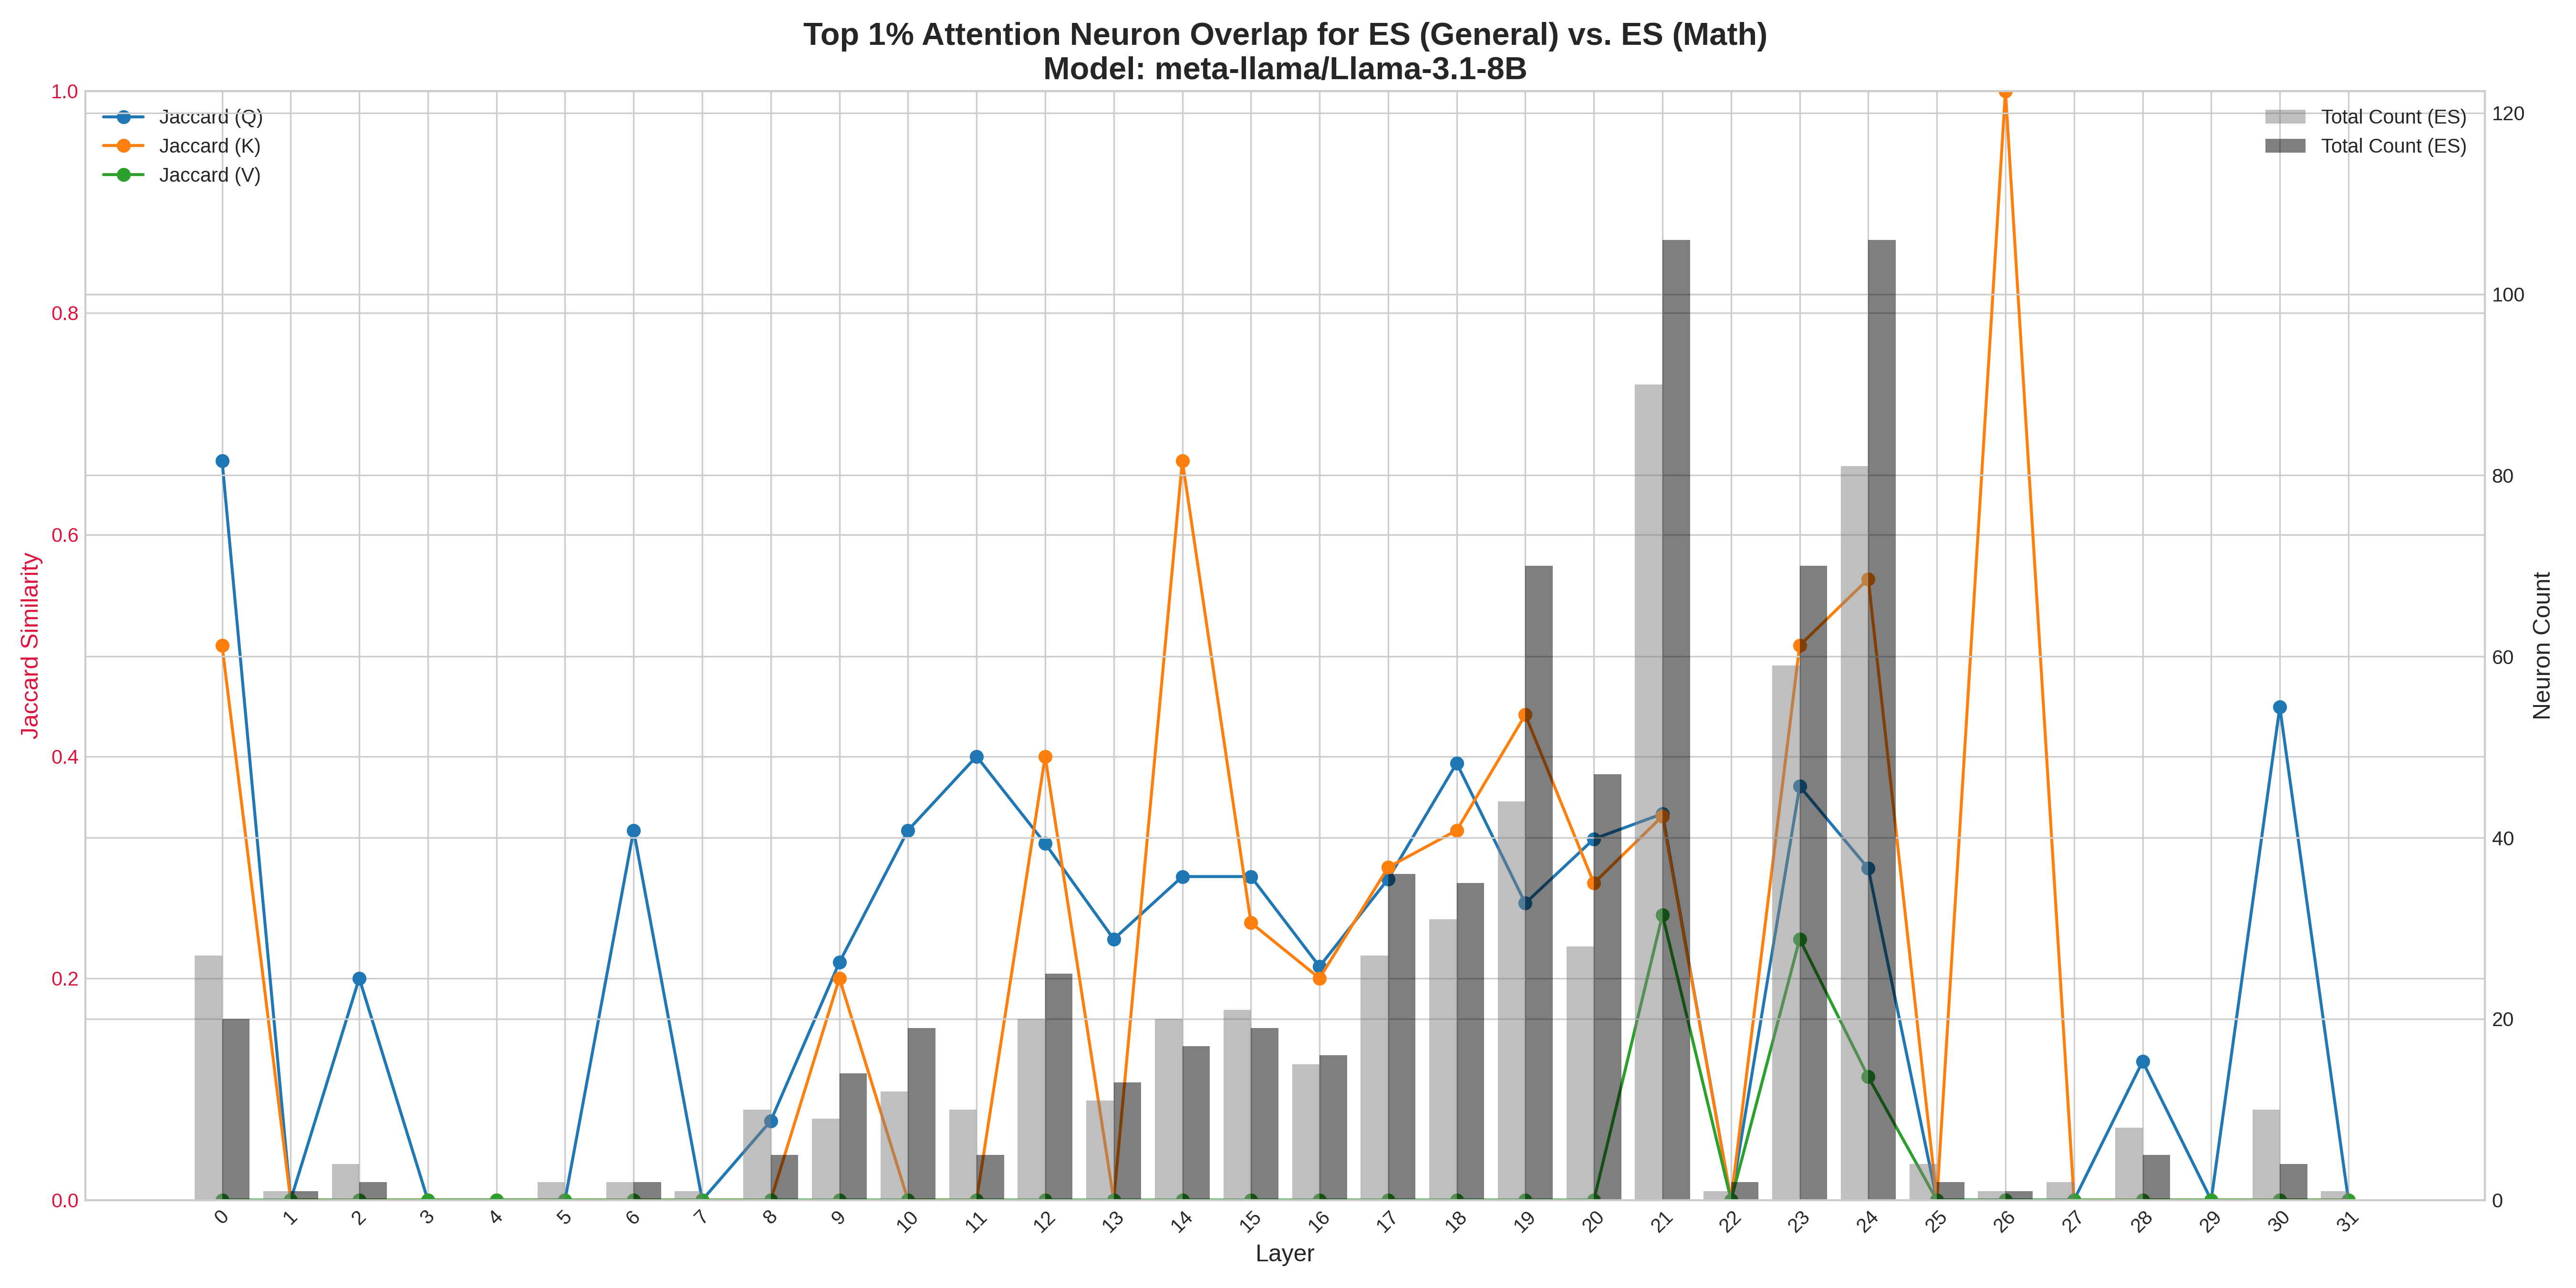 Top 1% Attention Neuron Overlap for ES (General) vs. ES (Math)
Model: meta-llama/Llama-3.1-8B
Jaccard (Q)
Jaccard (K)
Jaccard (V)
Total Count (ES)
Total Count (ES)
Jaccard Similarity
1.0
0.8
0.6
0.4
0.2
0.0
Neuron Count
120
100
80
60
40
20
0
0 1 2 3 4 5 6 7 8 9 10 11 12 13 14 15 16 17 18 19 20 21 22 23 24 25 26 27 28 29 30 31
Layer